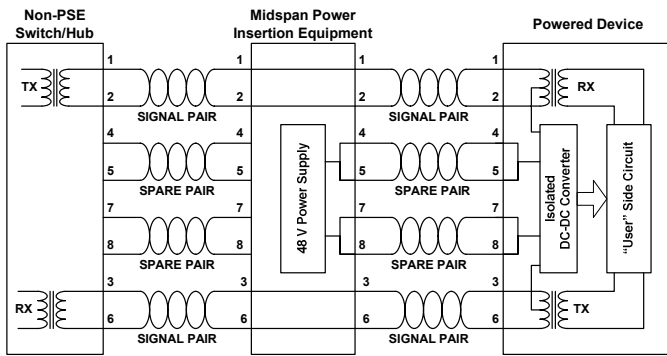 Non-PSE
Switch/Hub
Midspan Power
Insertion Equipment
Powered Device
1
1
1
1
TX
RX
2
2
2
2
SIGNAL PAIR
SIGNAL PAIR
4
4
4
4
5
5
5
5
SPARE PAIR
SPARE PAIR
48 V Power Supply
Isolated
DC-DC Converter
"User" Side Circuit
7
7
7
7
8
8
8
8
SPARE PAIR
SPARE PAIR
3
3
3
3
RX
TX
6
6
6
6
SIGNAL PAIR
SIGNAL PAIR